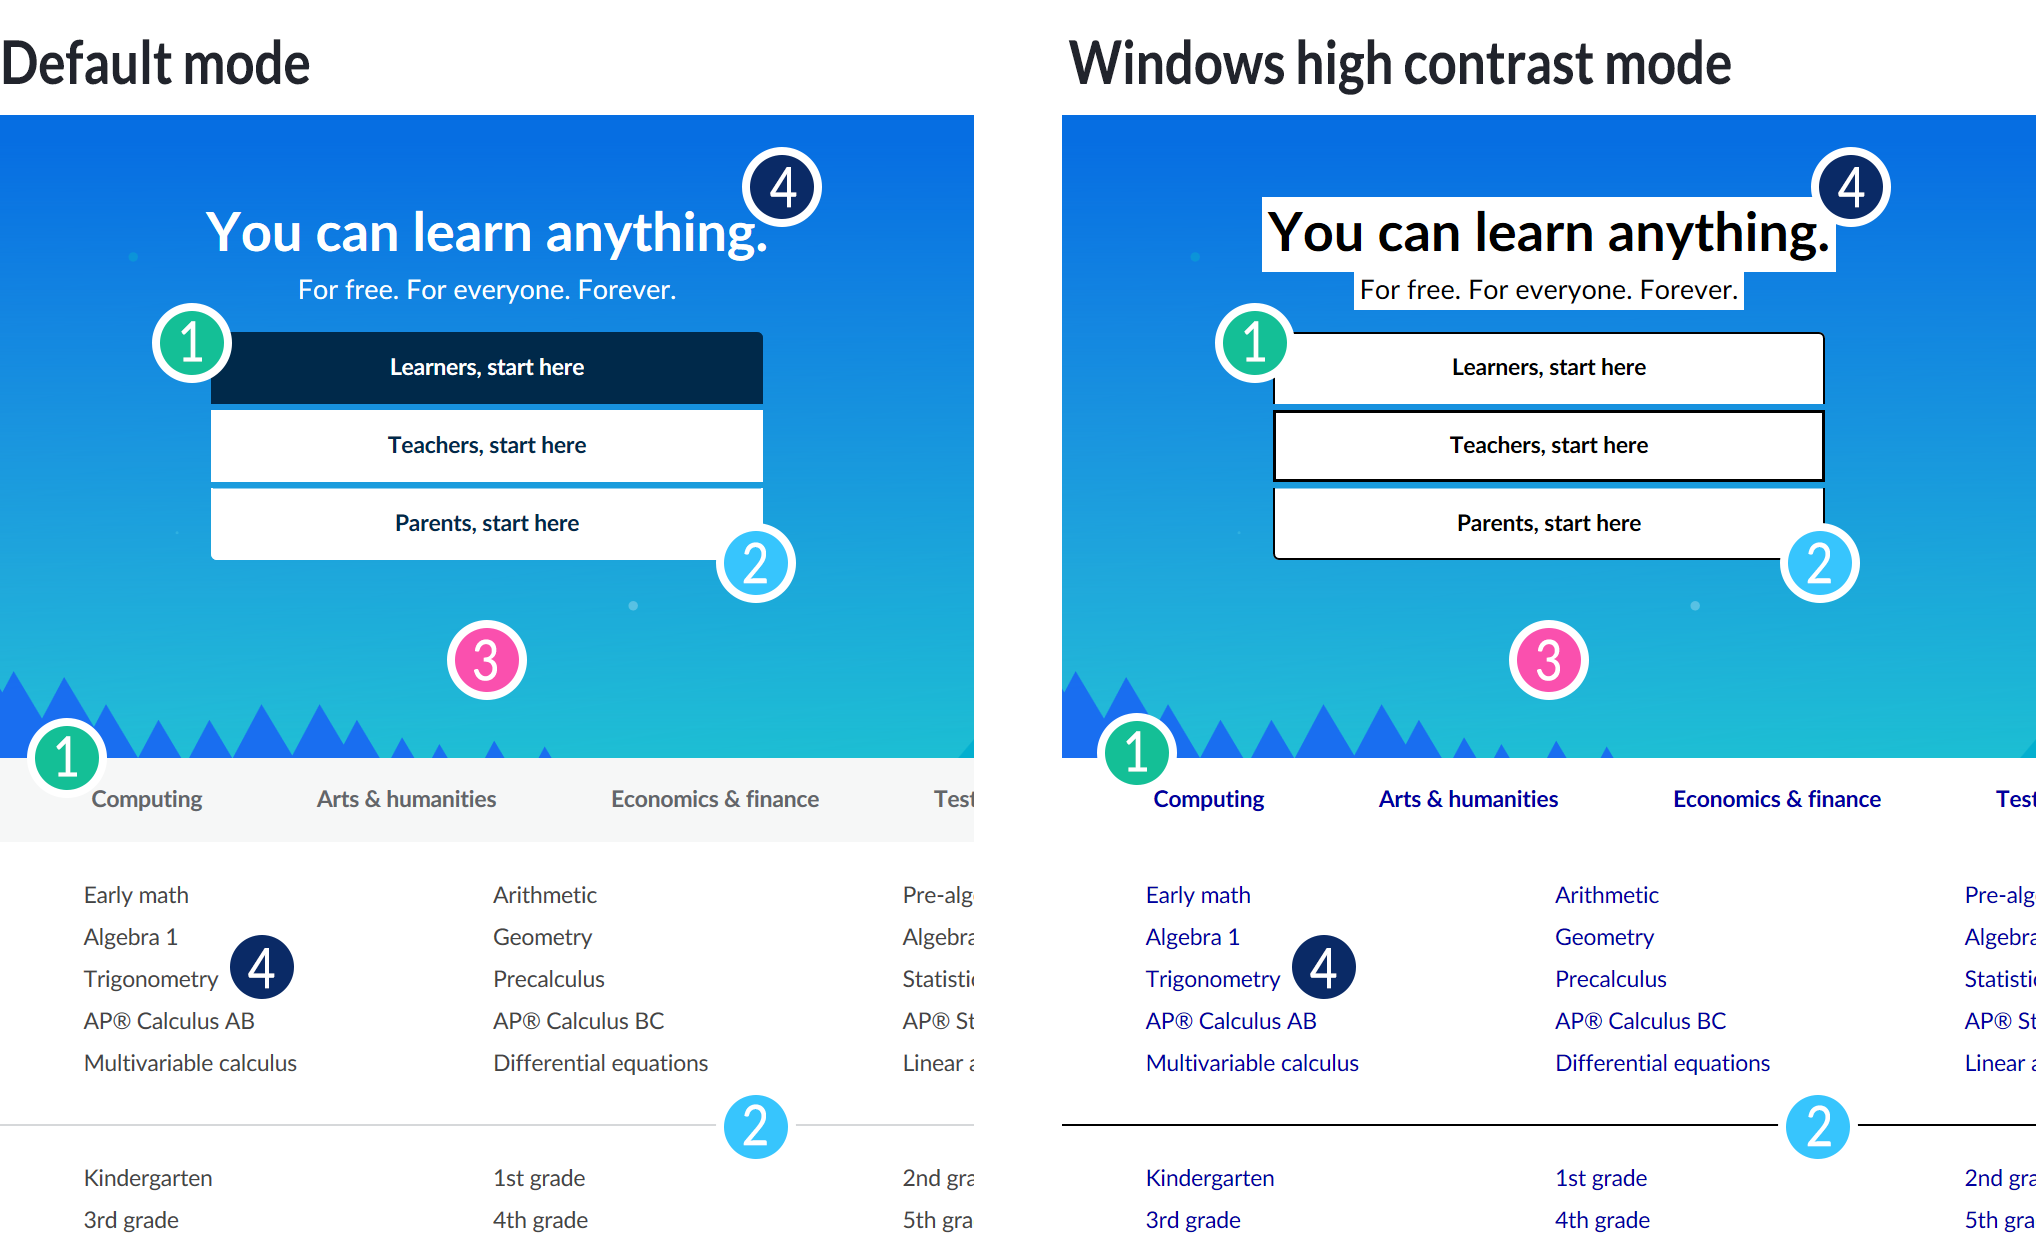 Default mode
4
You can learn anything.
For free. For everyone. Forever.
1
Learners, start here
Teachers, start here
Parents, start here
2
3
1
Computing Arts & humanities Economics & finance Test
Early math Arithmetic Pre-alg
Algebra 1 Geometry Algebra
4
Trigonometry Precalculus Statistic
AP® Calculus AB AP® Calculus BC AP® St
Multivariable calculus Differential equations Linear a
2
Kindergarten 1st grade 2nd gra
3rd grade 4th grade 5th gra
Windows high contrast mode
4
You can learn anything.
For free. For everyone. Forever.
1
Learners, start here
Teachers, start here
Parents, start here
2
3
1
Computing Arts & humanities Economics & finance Test
Early math Arithmetic Pre-alg
Algebra 1 Geometry Algebra
4
Trigonometry Precalculus Statisti
AP® Calculus AB AP® Calculus BC AP® St
Multivariable calculus Differential equations Linear a
2
Kindergarten 1st grade 2nd gra
3rd grade 4th grade 5th gra